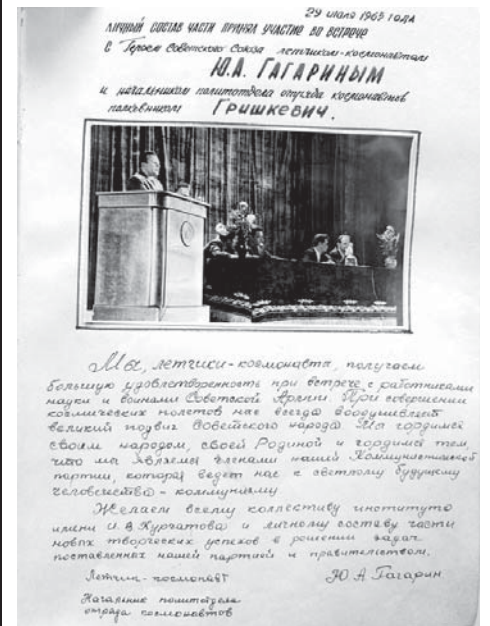 29 июля 1965 года
личный состав части принял участие во встрече
с Героем Советского Союза летчиком-космонавтом
Ю.А. Гагариным
и начальником политотдела отряда космонавтов
полковником Гришкевич.
Мы, летчики-космонавты, получаем
большую удовлетворенность при встрече с работниками
науки и воинами Советской Армии. При совершении
космических полетов нас всегда воодушевляет
великий подвиг Советского народа. Мы гордимся
своим народом, своей Родиной и гордимся тем,
что мы являемся членами нашей Коммунистической
партии, которая ведет нас к светлому будущему
человечества - коммунизму
Желаем всему коллективу института
имени И.В. Курчатова и личному составу части
новых творческих успехов в решении задач
поставленных нашей партией и правительством.
Летчик-космонавт Ю А Гагарин
Начальник политотдела
отряда космонавтов